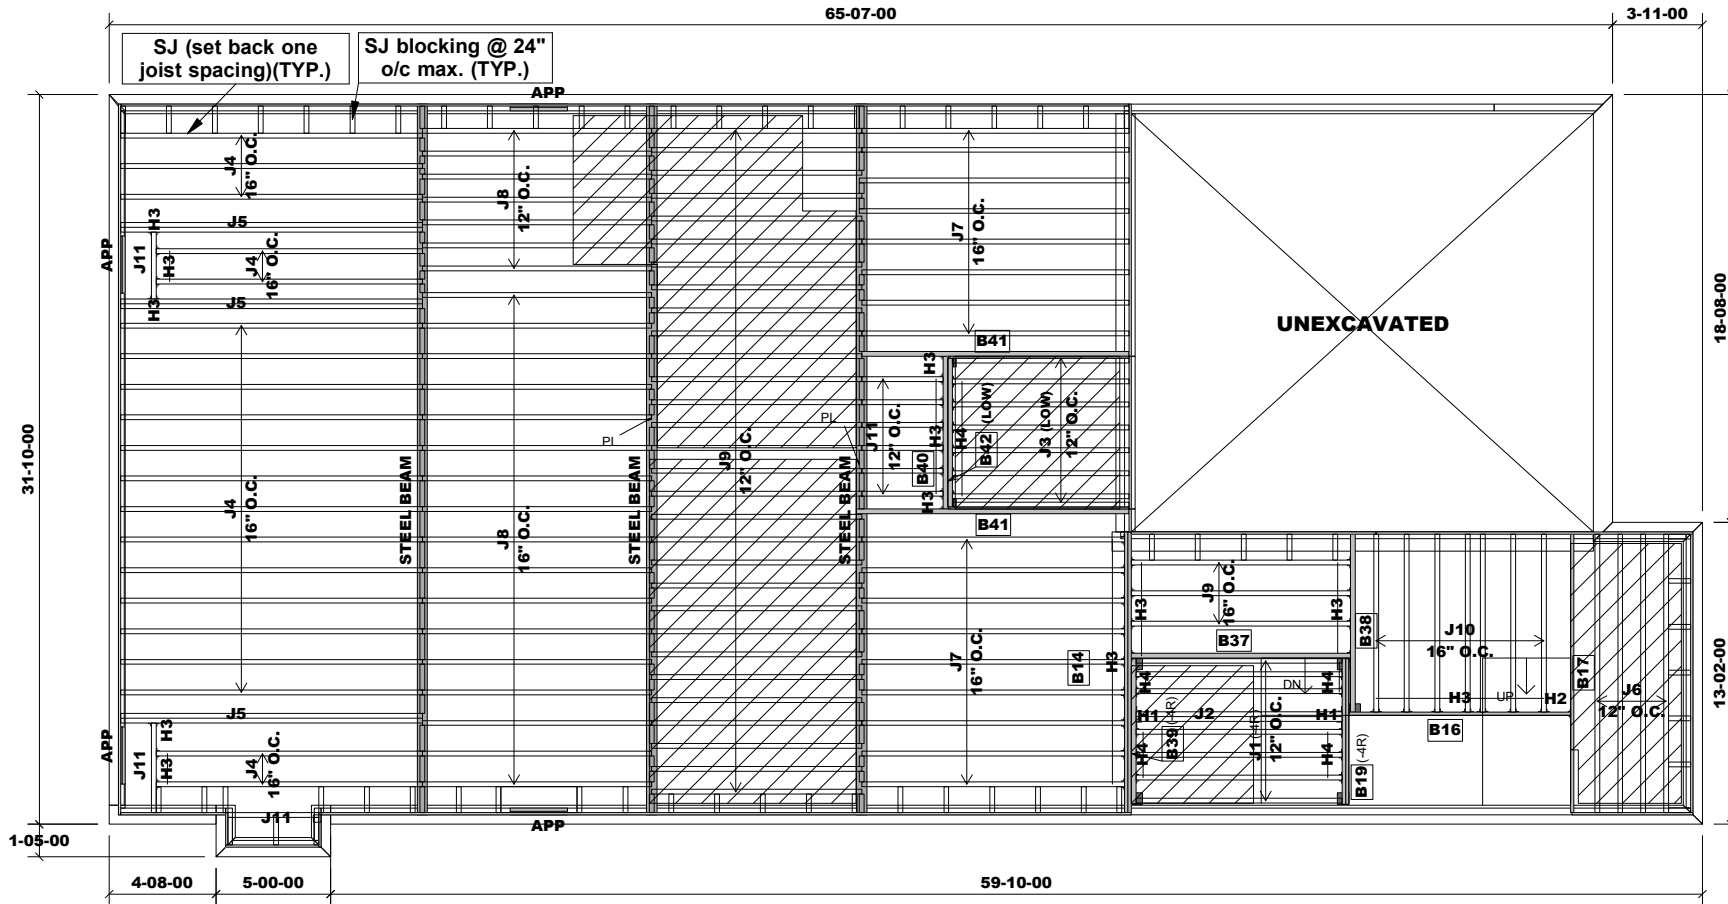 65-07-00
3-11-00
SJ (set back one
joist spacing)(TYP.)
SJ blocking @ 24"
o/c max. (TYP.)
APP
J4
16" O.C.
J8
12" O.C.
J7
16" O.C.
H3
J5
APP
J11
H3
J4
16" O.C.
H3
J5
UNEXCAVATED
18-08-00
B41
H3
31-10-00
J4
16" O.C.
STEEL BEAM
J8
16" O.C.
PL
STEEL BEAM
J9
12" O.C.
PL
STEEL BEAM
J11
12" O.C.
H3
B40
H3
H4
B42
(LOW)
J3 (LOW)
12" O.C.
B41
J7
16" O.C.
B14
H3
H3
J9
16" O.C.
H3
B37
B38
J10
16" O.C.
B17
J6
12" O.C.
13-02-00
H4
DN
H4
H3
UP
H2
H1
J2
H1
B16
H4
B39 (-4R)
J1 (-4R)
12" O.C.
H4
B19 (-4R)
J5
APP
J11
H3
H3
J4
16" O.C.
J11
APP
1-05-00
4-08-00
5-00-00
59-10-00